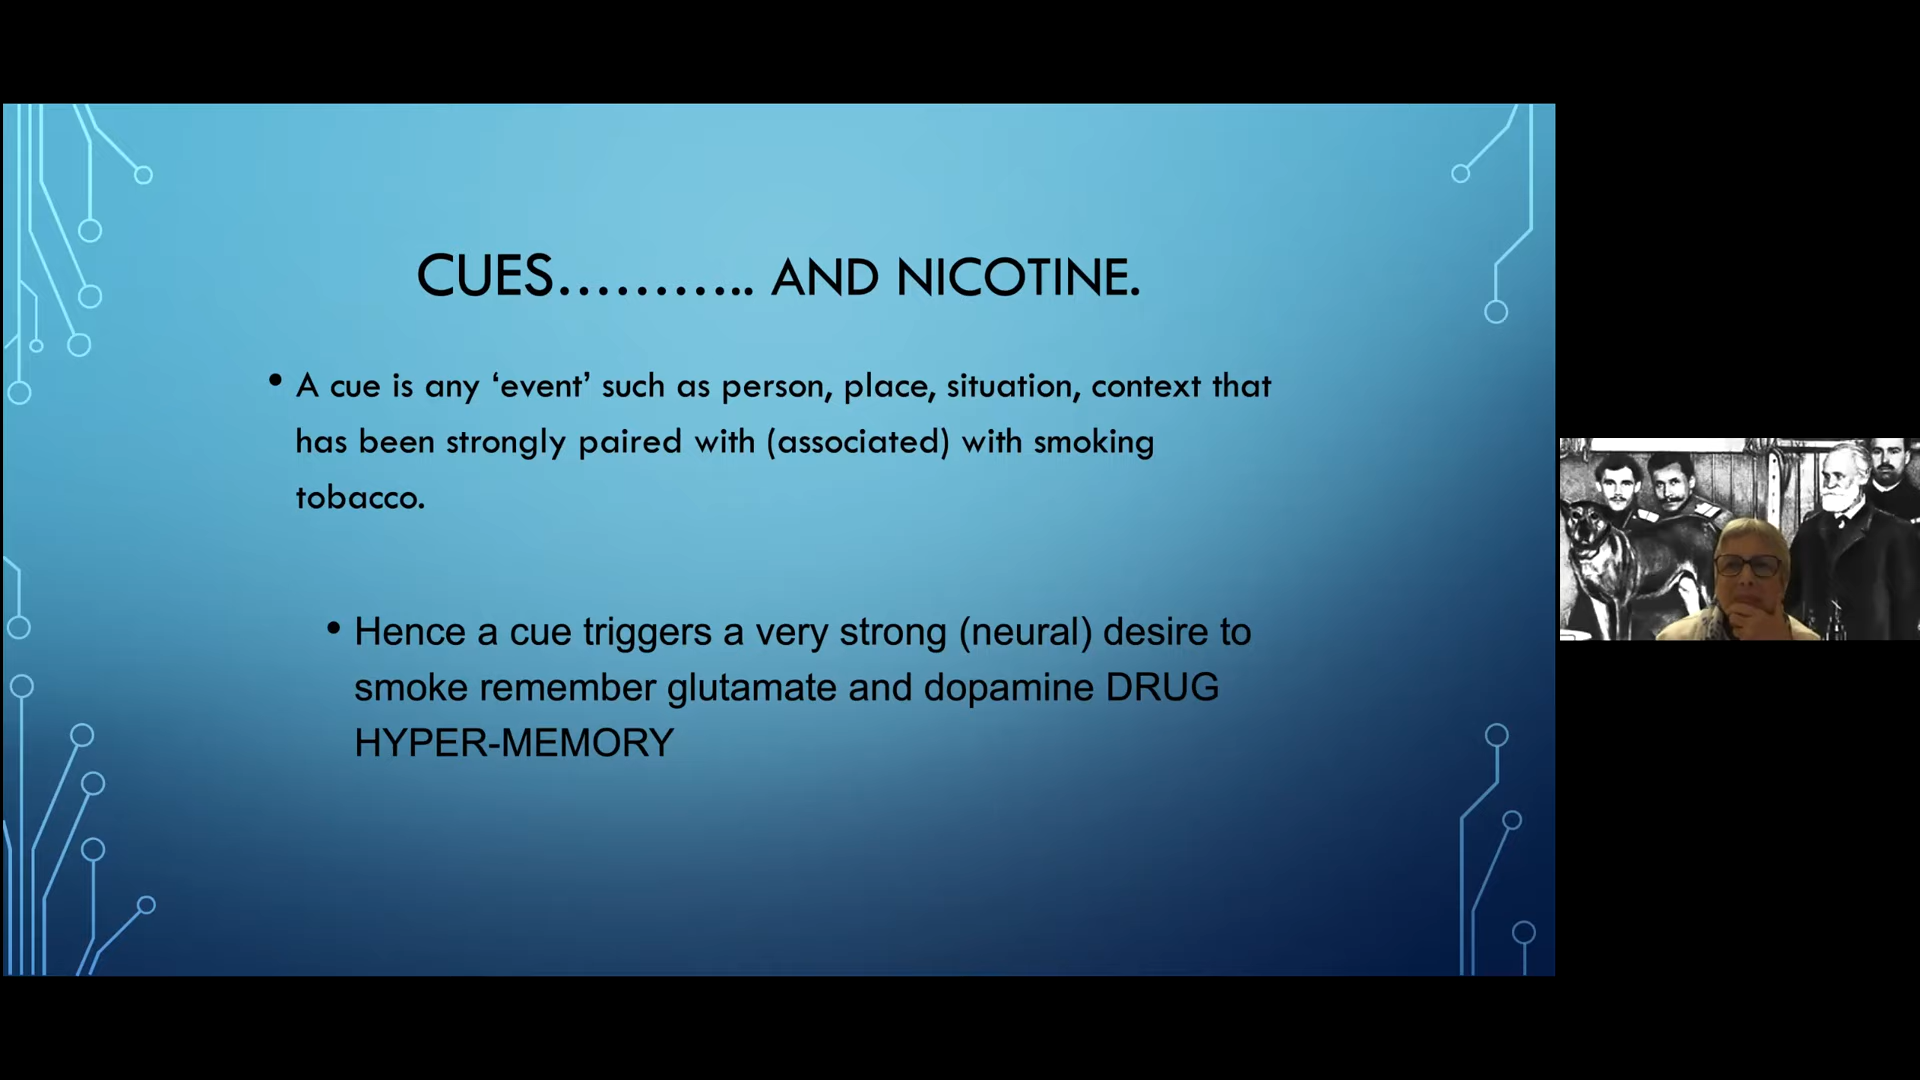 CUES……….. AND NICOTINE.
• A cue is any ‘event’ such as person, place, situation, context that
has been strongly paired with (associated) with smoking
tobacco.
• Hence a cue triggers a very strong (neural) desire to
smoke remember glutamate and dopamine DRUG
HYPER-MEMORY